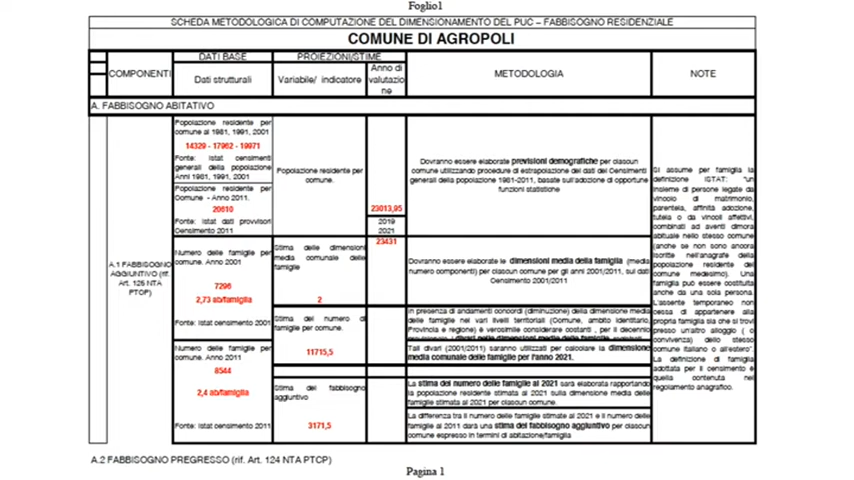 Foglio1
SCHEDA METODOLOGICA DI COMPUTAZIONE DEL DIMENSIONAMENTO DEL PUC – FABBISOGNO RESIDENZIALE
COMUNE DI AGROPOLI
COMPONENTI
DATI BASE
Dati strutturali
PROIEZIONI/STIME
Variabile/ indicatore
Anno di
valutazio
ne
METODOLOGIA
NOTE
A. FABBISOGNO ABITATIVO
A.1 FABBISOGNO
AGGIUNTIVO (rif.
Art. 125 NTA
PTCP)
Popolazione residente per
comune al 1981, 1991, 2001
14329 - 17962 - 19971
Fonte: Istat censimenti
generali della popolazione
Anni 1981, 1991, 2001
Popolazione residente per
Comune - Anno 2011.
20610
Fonte: Istat dati provvisori
Censimento 2011
Popolazione residente per
comune.
23013,95
2019
2021
23431
Dovranno essere elaborate previsioni demografiche per ciascun
comune utilizzando procedure di estrapolazione dei dati dei Censimenti
generali della popolazione 1981-2011, basate sull'adozione di opportune
funzioni statistiche
Numero delle famiglie per
comune. Anno 2001
7296
2,73 ab/famiglia
Fonte: Istat censimento 2001
Stima delle dimensioni
media comunale delle
famiglie
2
Dovranno essere elaborate le dimensioni media della famiglia (media
numero componenti) per ciascun comune per gli anni 2001/2011, sui dati
Censimento 2001/2011
Stima del numero di
famiglie per comune.
11715,5
In presenza di andamenti concordi (diminuzione) della dimensione media
delle famiglie nei vari livelli territoriali (Comune, ambito identitario,
Provincia e regione) è verosimile considerare costanti , per il decennio
Tali divari (2001/2011) saranno utilizzati per calcolare la dimensione
media comunale delle famiglie per l'anno 2021.
Numero delle famiglie per
comune. Anno 2011
8544
2,4 ab/famiglia
Fonte: Istat censimento 2011
Stima del fabbisogno
aggiuntivo
3171,5
La stima del numero delle famiglie al 2021 sarà elaborata rapportando
la popolazione residente stimata al 2021 sulla dimensione media delle
famiglie stimata al 2021 per ciascun comune.
La differenza tra il numero delle famiglie stimate al 2021 e il numero delle
famiglie al 2011 darà una stima del fabbisogno aggiuntivo per ciascun
comune espresso in termini di abitazione/famiglia
Si assume per famiglia la
definizione ISTAT: "un
insieme di persone legate da
vincolo di matrimonio,
parentela, affinità adozione,
tutela o da vincoli affettivi,
combinati ad aventi dimora
abituale nello stesso comune
(anche se non sono ancora
iscritte nell'anagrafe della
popolazione residente del
comune medesimo). Una
famiglia può essere costituita
anche da una sola persona.
L'assente temporaneo non
cessa di appartenere alla
propria famiglia sia che si trovi
presso un'altro alloggio ( o
convivenza) dello stesso
comune italiano o all'estero".
La definizione di famiglia
adottata per il censimento è
quella contenuta nel
regolamento anagrafico.
A.2 FABBISOGNO PREGRESSO (rif. Art. 124 NTA PTCP)
Pagina 1